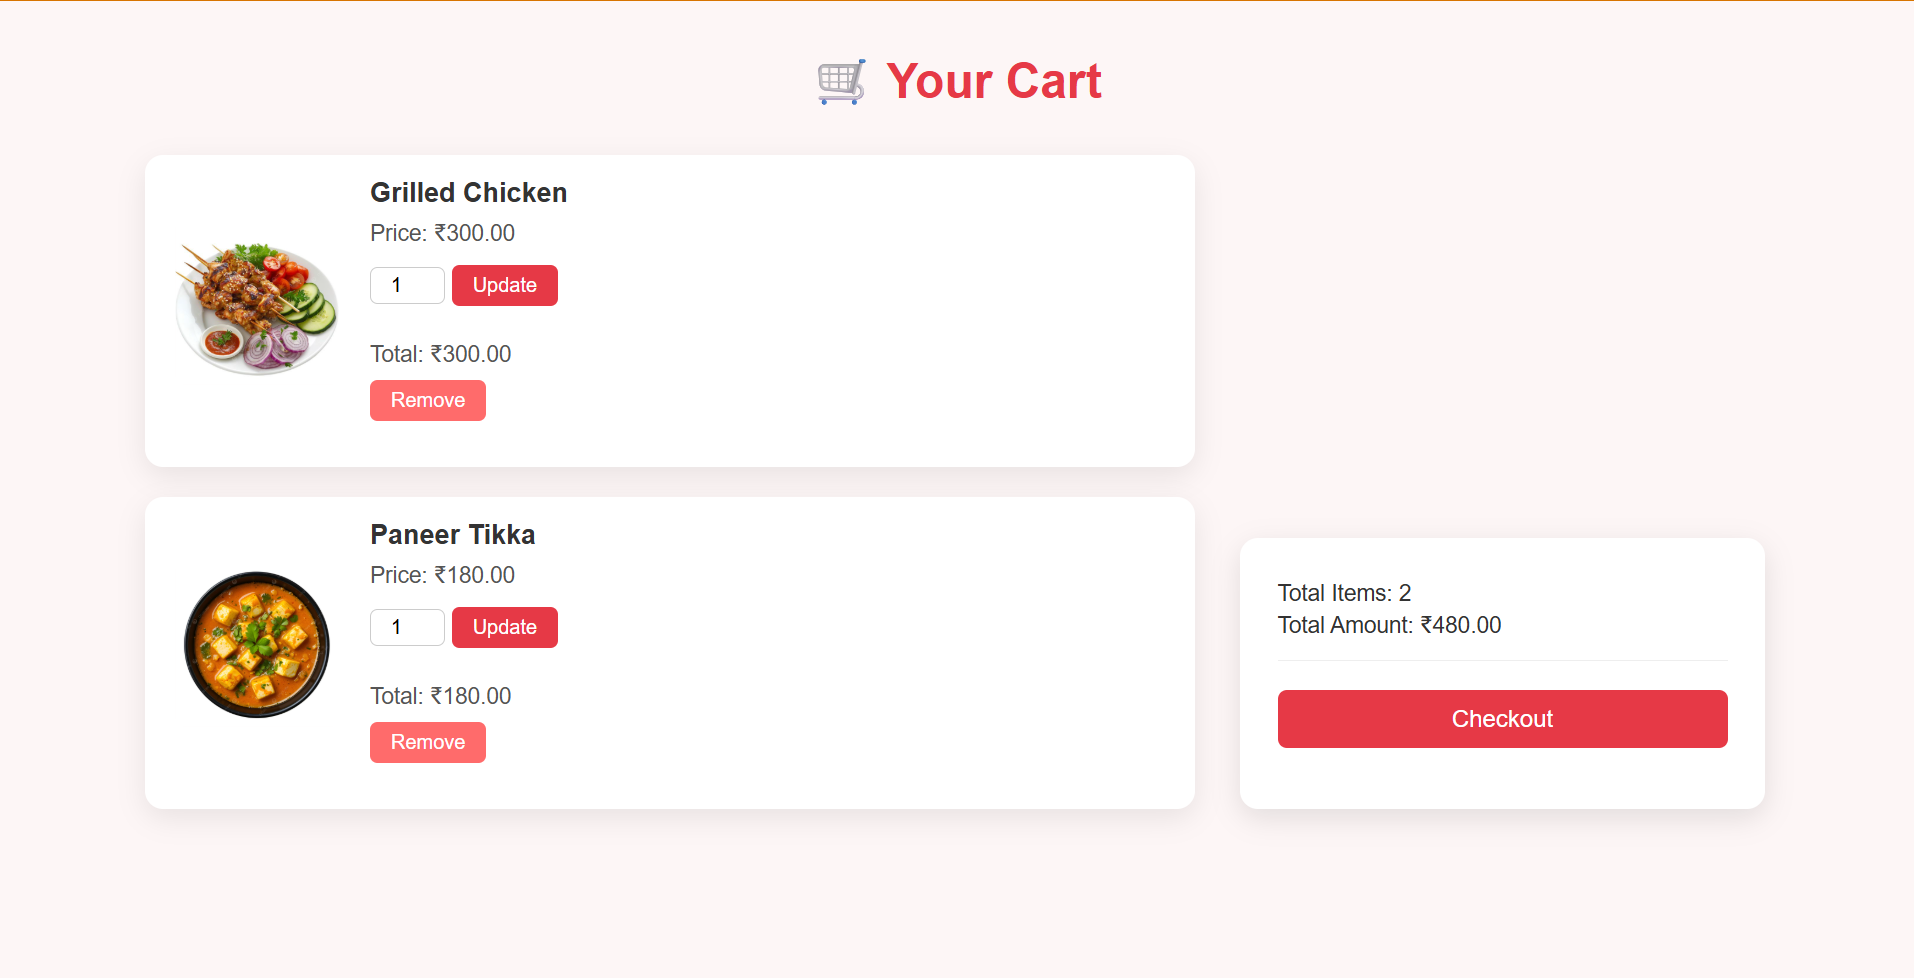 Your Cart
Grilled Chicken
Price: ₹300.00
1 Update
Total: ₹300.00
Remove
Paneer Tikka
Price: ₹180.00
1 Update
Total: ₹180.00
Remove
Total Items: 2
Total Amount: ₹480.00
Checkout